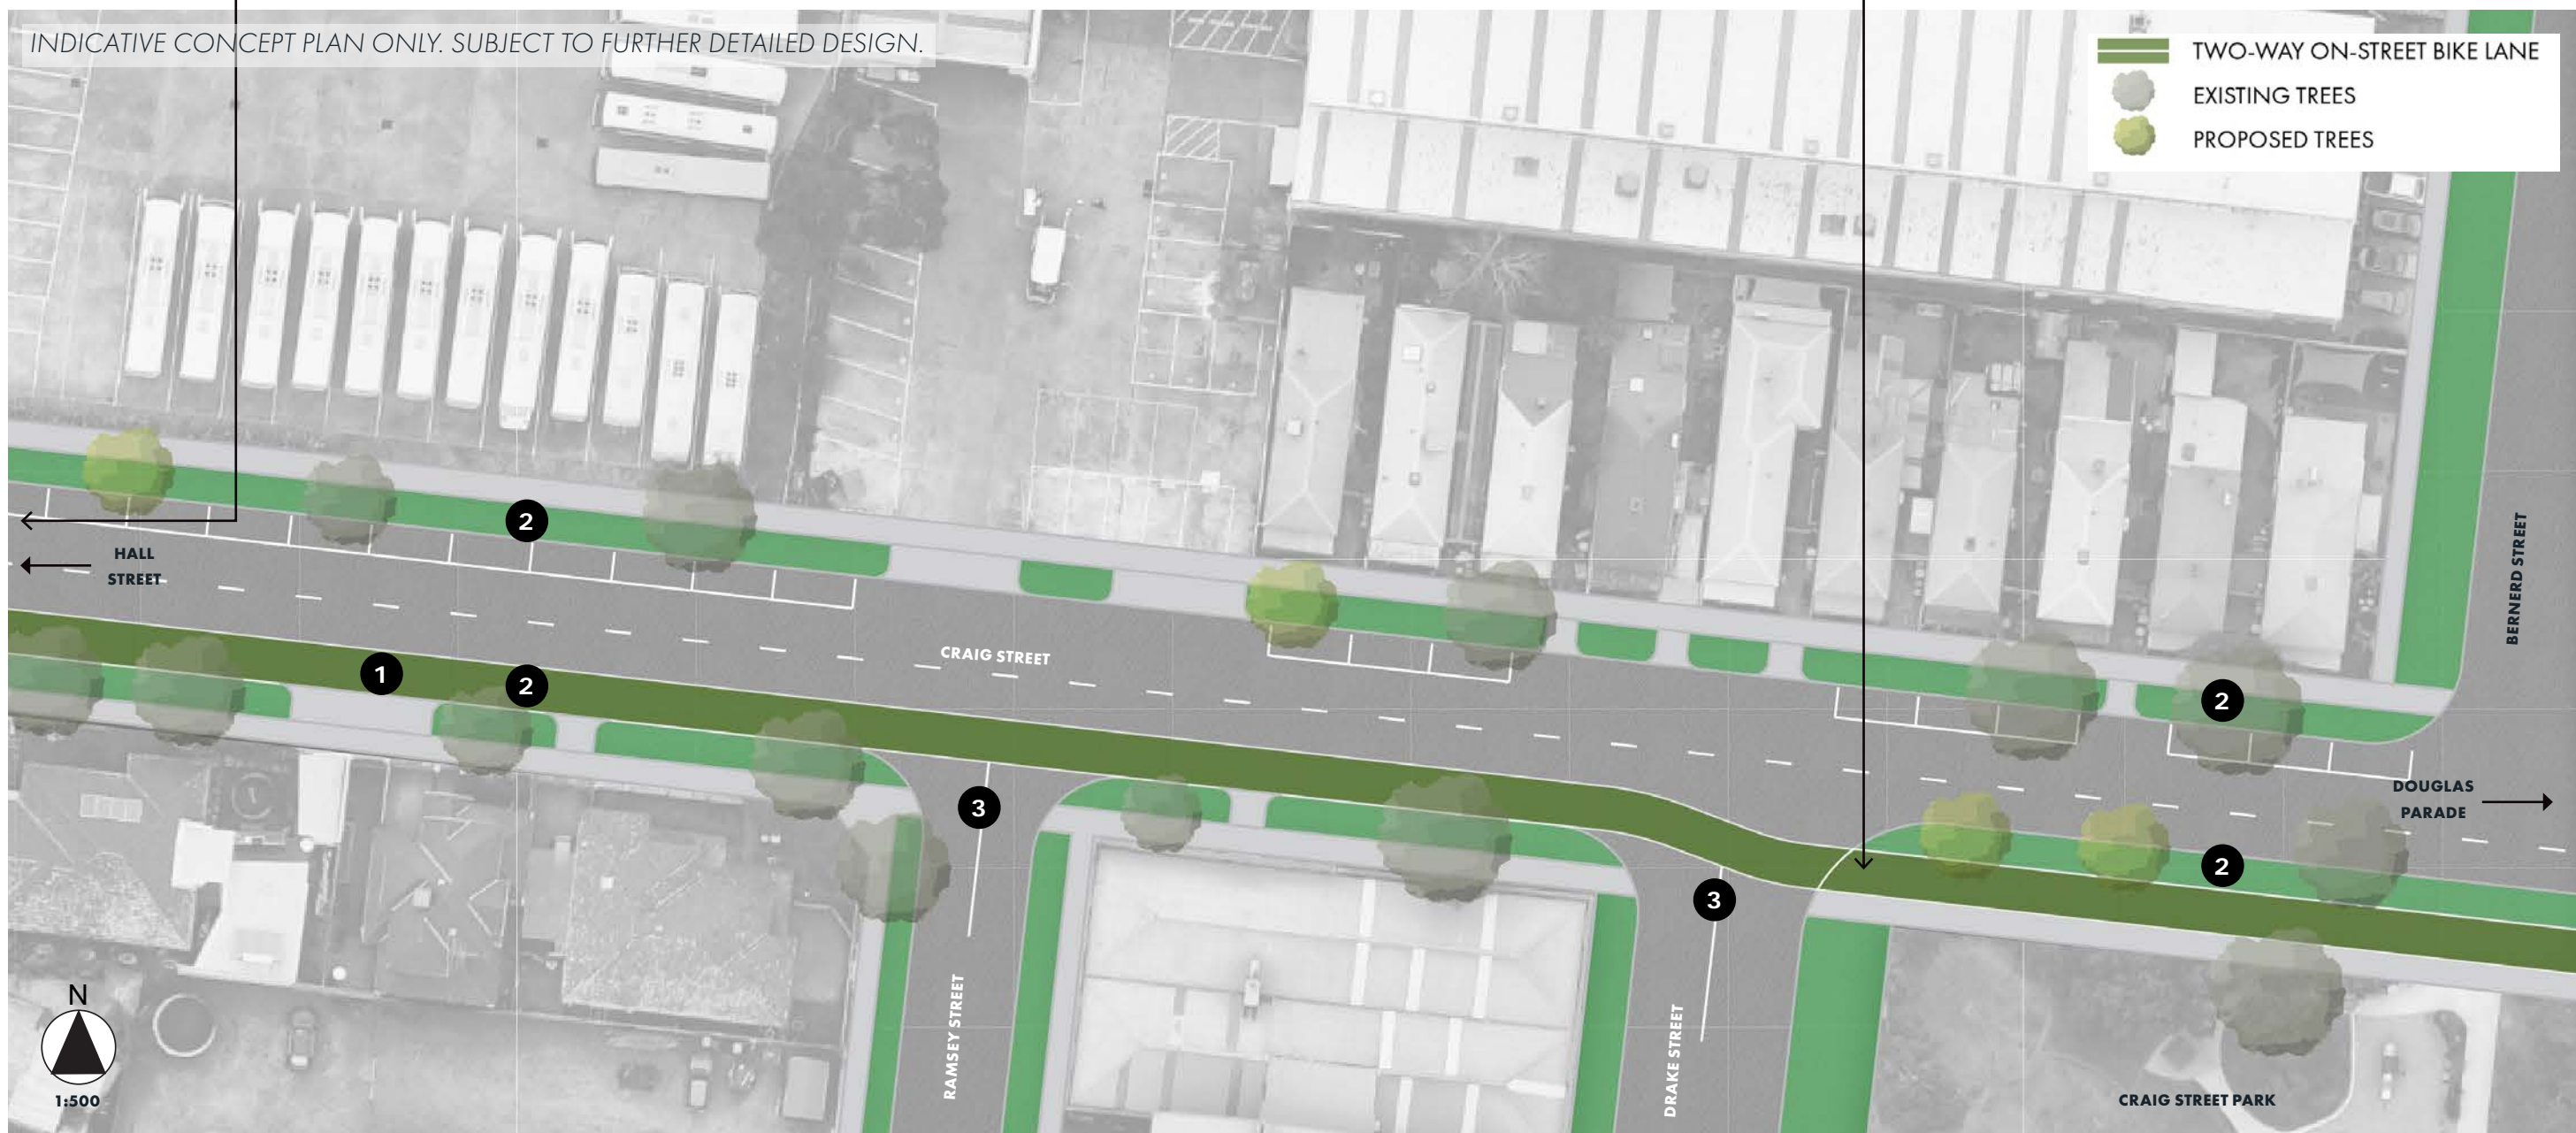 INDICATIVE CONCEPT PLAN ONLY. SUBJECT TO FURTHER DETAILED DESIGN.
TWO-WAY ON-STREET BIKE LANE
EXISTING TREES
PROPOSED TREES
2
HALL
STREET
BERNERD STREET
CRAIG STREET
1
2
2
DOUGLAS
PARADE
3
2
3
RAMSEY STREET
DRAKE STREET
N
1:500
CRAIG STREET PARK